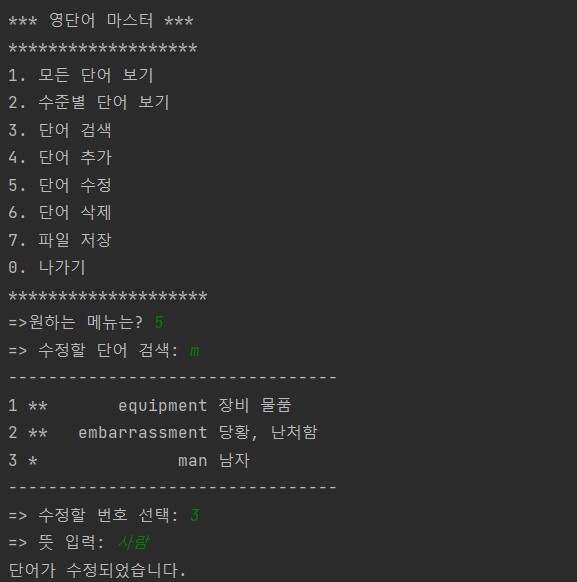 *** 영단어 마스터 ***
*******************
1. 모든 단어 보기
2. 수준별 단어 보기
3. 단어 검색
4. 단어 추가
5. 단어 수정
6. 단어 삭제
7. 파일 저장
0. 나가기
********************
=>원하는 메뉴는? 5
=> 수정할 단어 검색: m
---------------------------------
1 **       equipment 장비 물품
2 **   embarrassment 당황, 난처함
3 *              man 남자
---------------------------------
=> 수정할 번호 선택: 3
=> 뜻 입력: 사람
단어가 수정되었습니다.